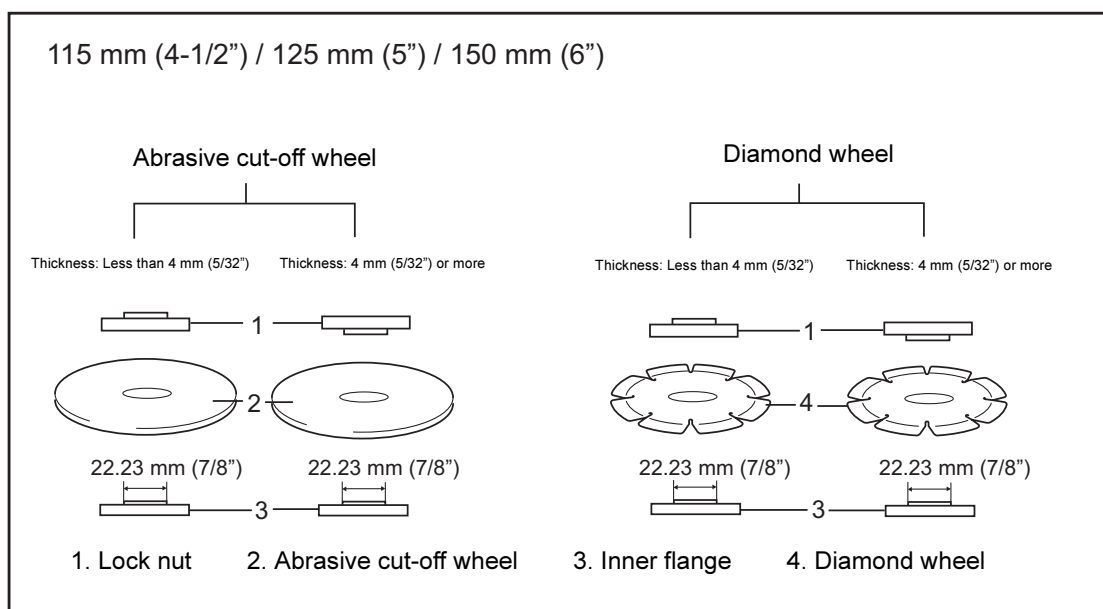 115 mm (4-1/2”) / 125 mm (5”) / 150 mm (6”)
Abrasive cut-off wheel
Diamond wheel
Thickness: Less than 4 mm (5/32”)
Thickness: 4 mm (5/32”) or more
Thickness: Less than 4 mm (5/32”)
Thickness: 4 mm (5/32”) or more
1
1
2
4
22.23 mm (7/8”)
22.23 mm (7/8”)
22.23 mm (7/8”)
22.23 mm (7/8”)
3
3
1. Lock nut
2. Abrasive cut-off wheel
3. Inner flange
4. Diamond wheel